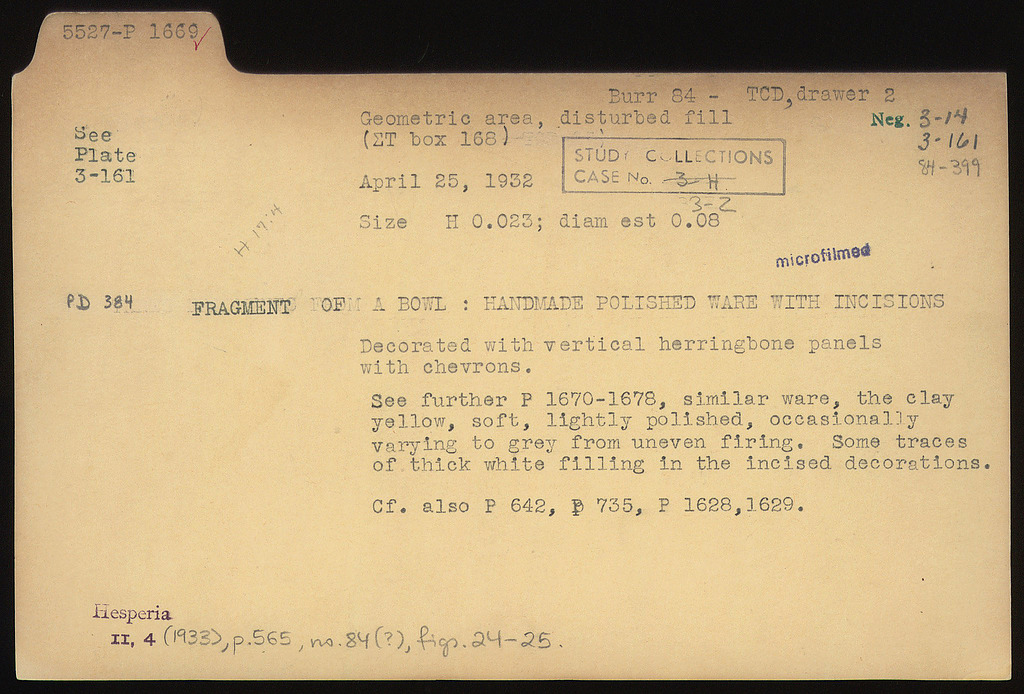 5527-P 1669 ✓
Burr 84 - TCD, drawer 2
Geometric area, disturbed fill
(ΣT box 168)
Neg. 3-14
3-161
84-399
See
Plate
3-161
STUDY COLLECTIONS
CASE No. 3-H
3-2
April 25, 1932
H 17:4
Size H 0.023; diam est 0.08
microfilmed
PD 384
FRAGMENT OF A BOWL : HANDMADE POLISHED WARE WITH INCISIONS
Decorated with vertical herringbone panels
with chevrons.
See further P 1670-1678, similar ware, the clay
yellow, soft, lightly polished, occasionally
varying to grey from uneven firing. Some traces
of thick white filling in the incised decorations.
Cf. also P 642, P 735, P 1628,1629.
Hesperia
II, 4 (1933), p.565, no. 84(?), figs. 24-25.